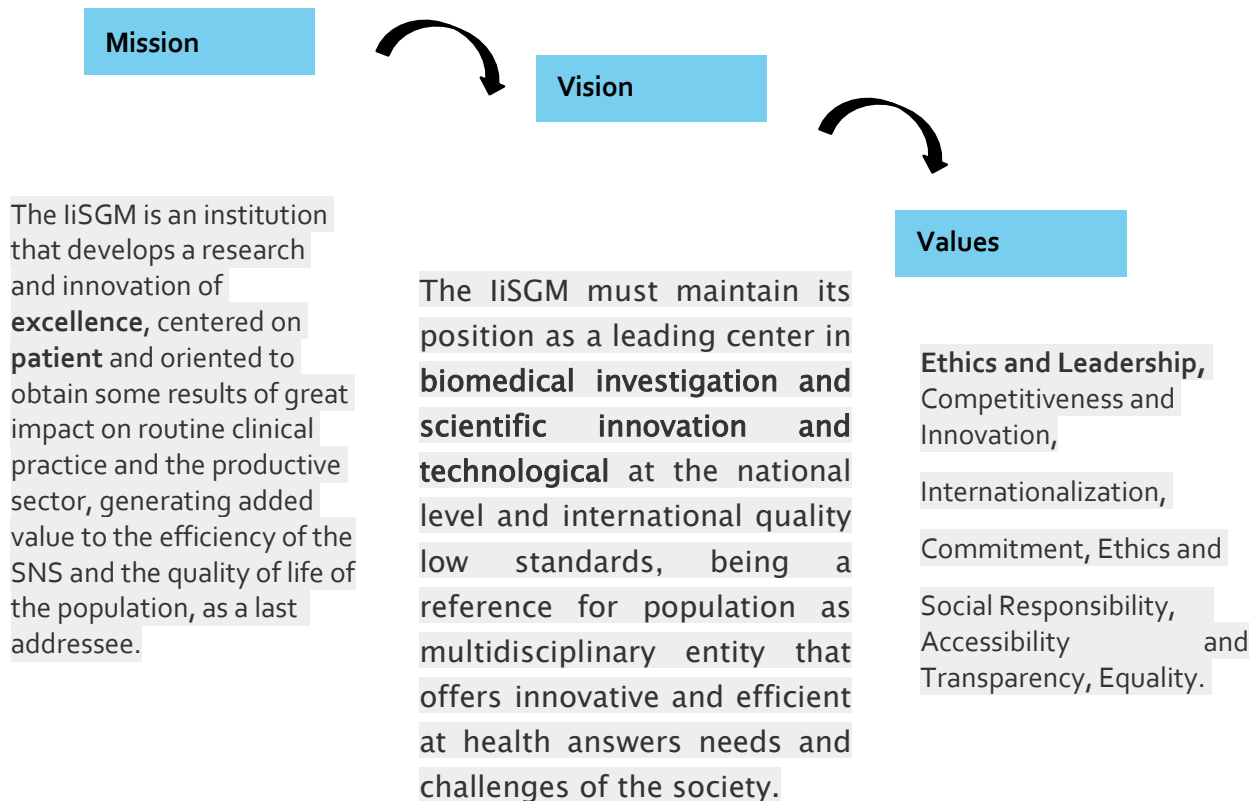 Mission
The IiSGM is an institution
that develops a research
and innovation of
excellence, centered on
patient and oriented to
obtain some results of great
impact on routine clinical
practice and the productive
sector, generating added
value to the efficiency of the
SNS and the quality of life of
the population, as a last
addressee.
Vision
The IiSGM must maintain its
position as a leading center in
biomedical investigation and
scientific innovation and
technological at the national
level and international quality
low standards, being a
reference for population as
multidisciplinary entity that
offers innovative and efficient
at health answers needs and
challenges of the society.
Values
Ethics and Leadership,
Competitiveness and
Innovation,
Internationalization,
Commitment, Ethics and
Social Responsibility,
Accessibility and
Transparency, Equality.